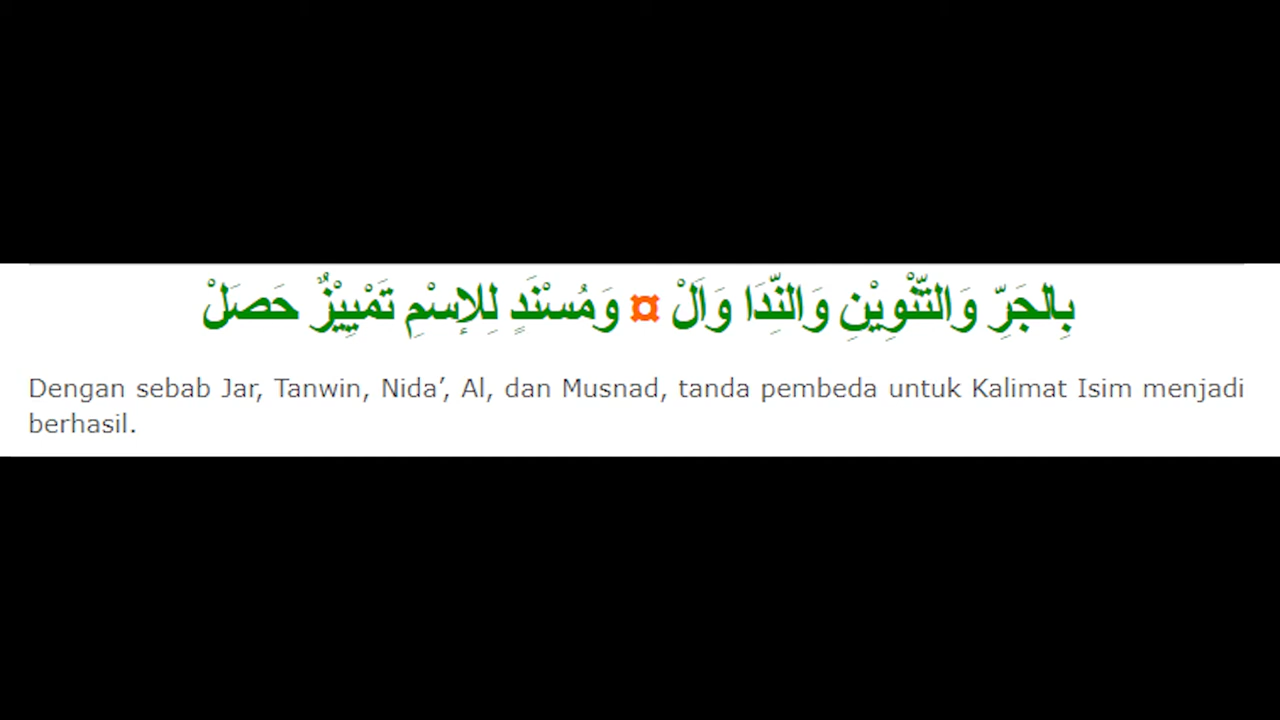 بِالجَرِّ وَالتَّنْوِيْنِ وَالنِّدَا وَاَلْ ¤ وَمُسْنَدٍ لِلإِسْمِ تَمْيِيْزٌ حَصَلْ
Dengan sebab Jar, Tanwin, Nida’, Al, dan Musnad, tanda pembeda untuk Kalimat Isim menjadi
berhasil.